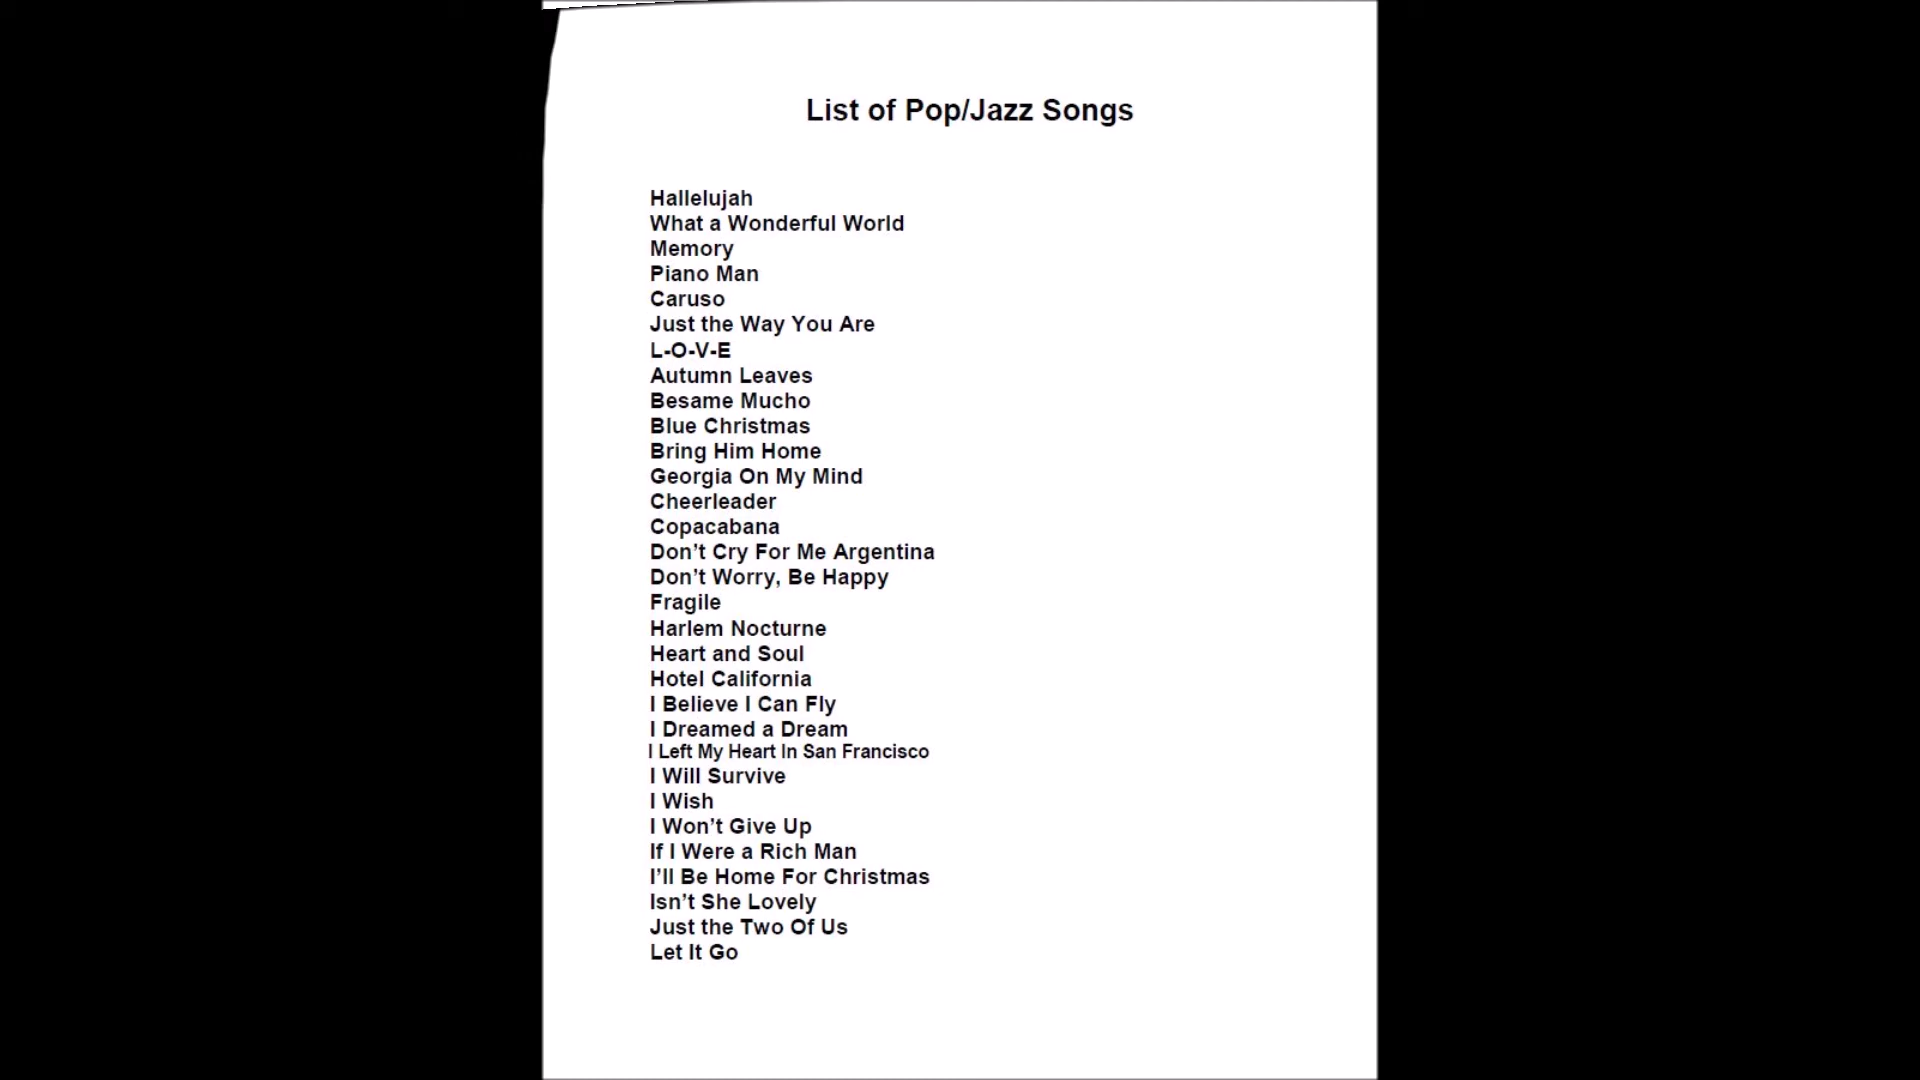 List of Pop/Jazz Songs
Hallelujah
What a Wonderful World
Memory
Piano Man
Caruso
Just the Way You Are
L-O-V-E
Autumn Leaves
Besame Mucho
Blue Christmas
Bring Him Home
Georgia On My Mind
Cheerleader
Copacabana
Don’t Cry For Me Argentina
Don’t Worry, Be Happy
Fragile
Harlem Nocturne
Heart and Soul
Hotel California
I Believe I Can Fly
I Dreamed a Dream
I Left My Heart In San Francisco
I Will Survive
I Wish
I Won’t Give Up
If I Were a Rich Man
I’ll Be Home For Christmas
Isn’t She Lovely
Just the Two Of Us
Let It Go